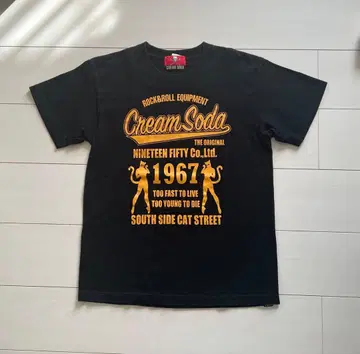 ROCK&ROLL EQUIPMENT
Cream Soda
THE ORIGINAL
NINETEEN FIFTY Co.,Ltd.
1967
TOO FAST TO LIVE
TOO YOUNG TO DIE
SOUTH SIDE CAT STREET